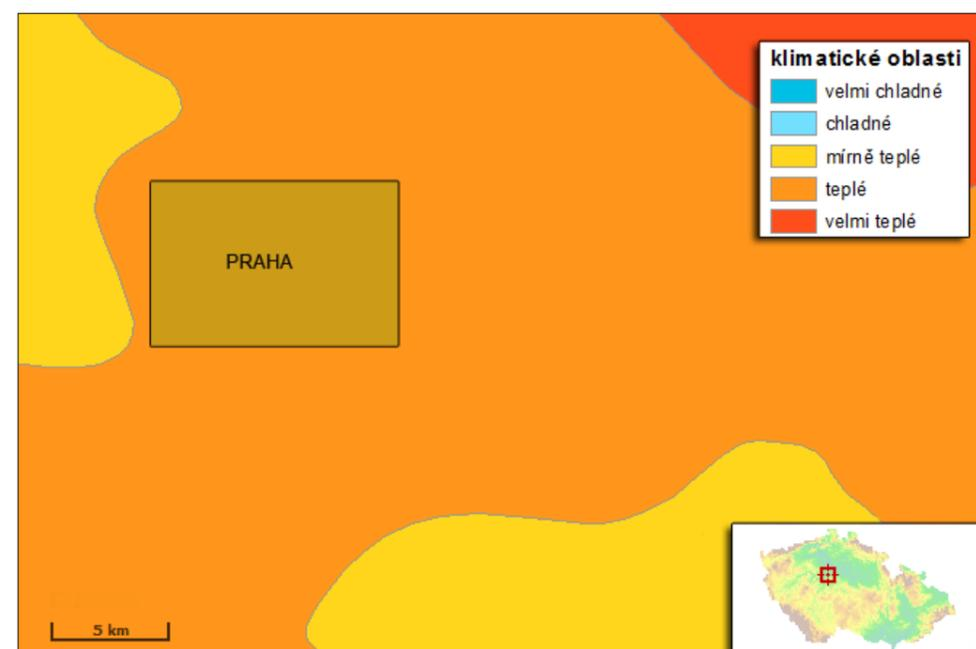 klimatické oblasti
velmi chladné
chladné
mírně teplé
teplé
velmi teplé
PRAHA
5 km